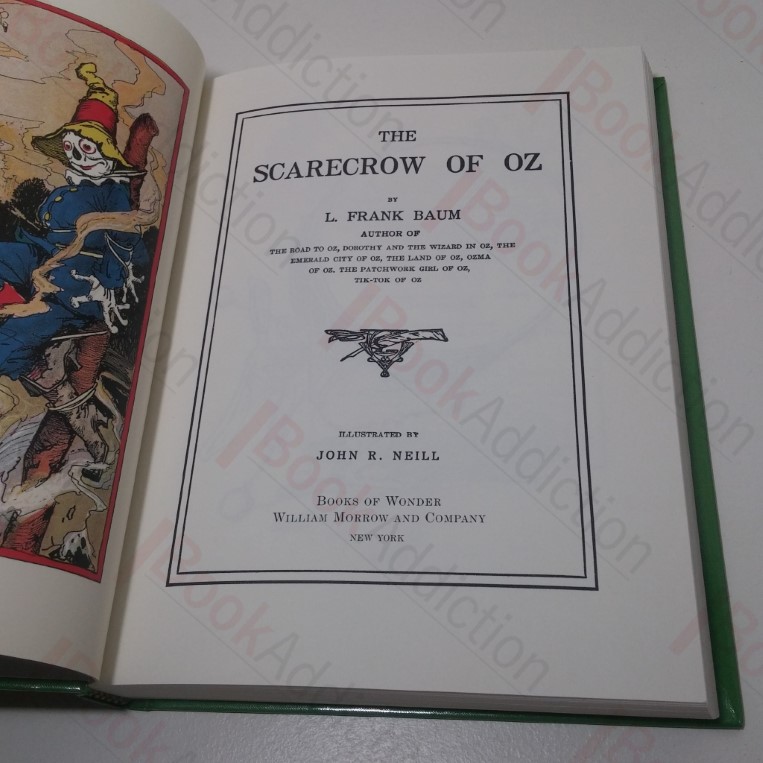 THE
SCARECROW OF OZ
BY
L. FRANK BAUM
AUTHOR OF
THE ROAD TO OZ, DOROTHY AND THE WIZARD IN OZ, THE
EMERALD CITY OF OZ, THE LAND OF OZ, OZMA
OF OZ. THE PATCHWORK GIRL OF OZ,
TIK-TOK OF OZ
ILLUSTRATED BY
JOHN R. NEILL
BOOKS OF WONDER
WILLIAM MORROW AND COMPANY
NEW YORK
BookAddiction